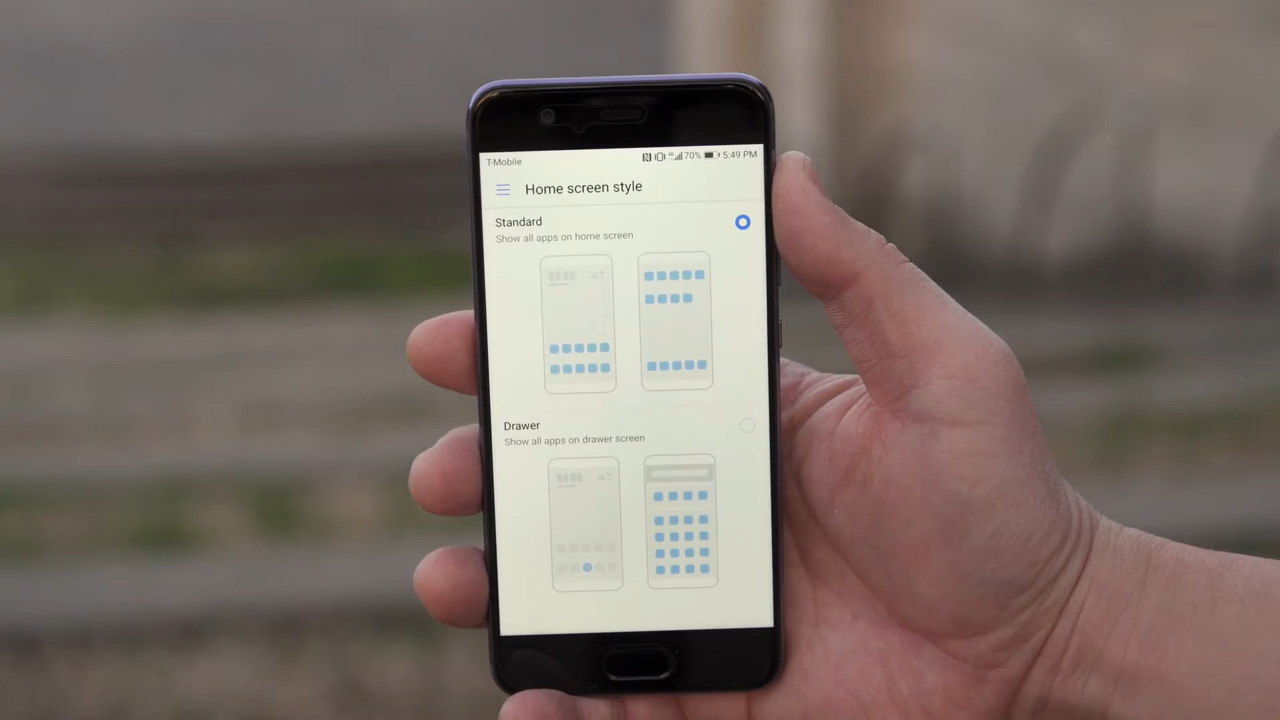 T-Mobile 70% 5:49 PM
Home screen style
Standard
Show all apps on home screen
Drawer
Show all apps on drawer screen